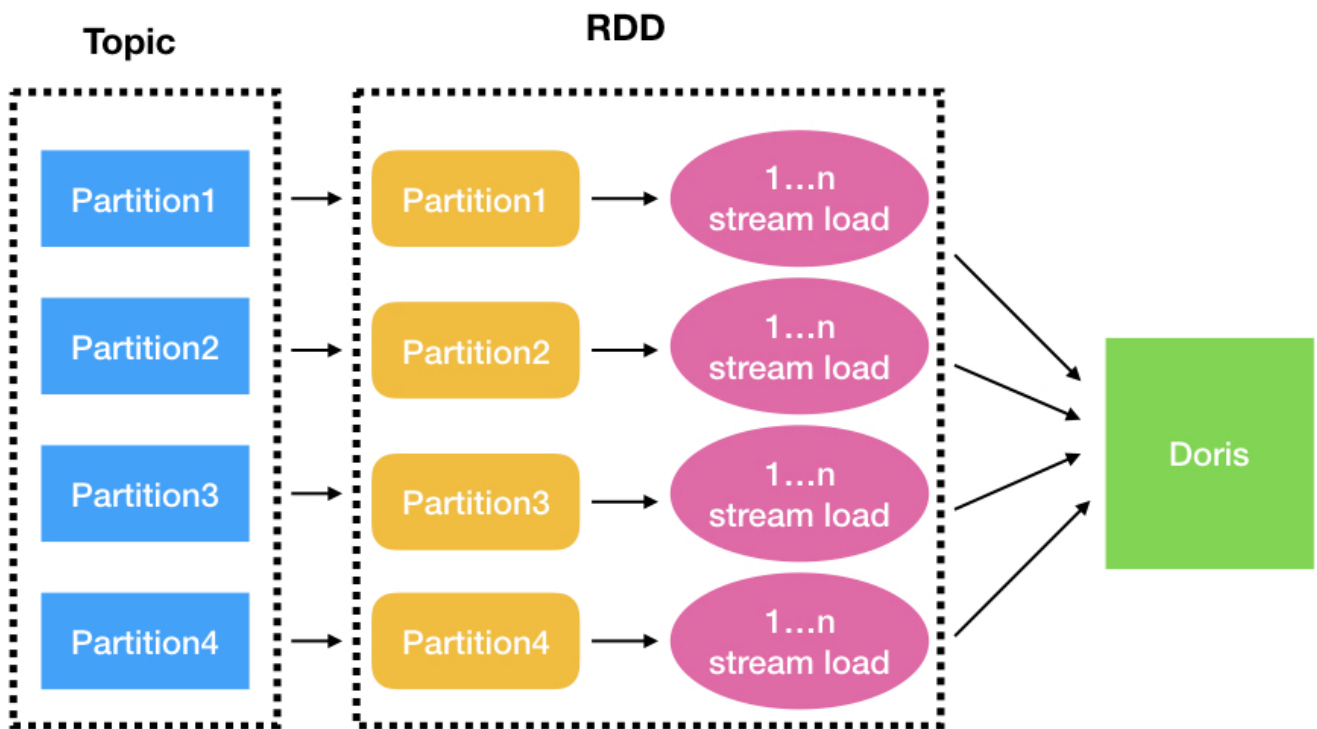 Topic
RDD
Partition1
Partition1
1...n
stream load
Partition2
Partition2
1...n
stream load
Partition3
Partition3
1...n
stream load
Partition4
Partition4
1...n
stream load
Doris